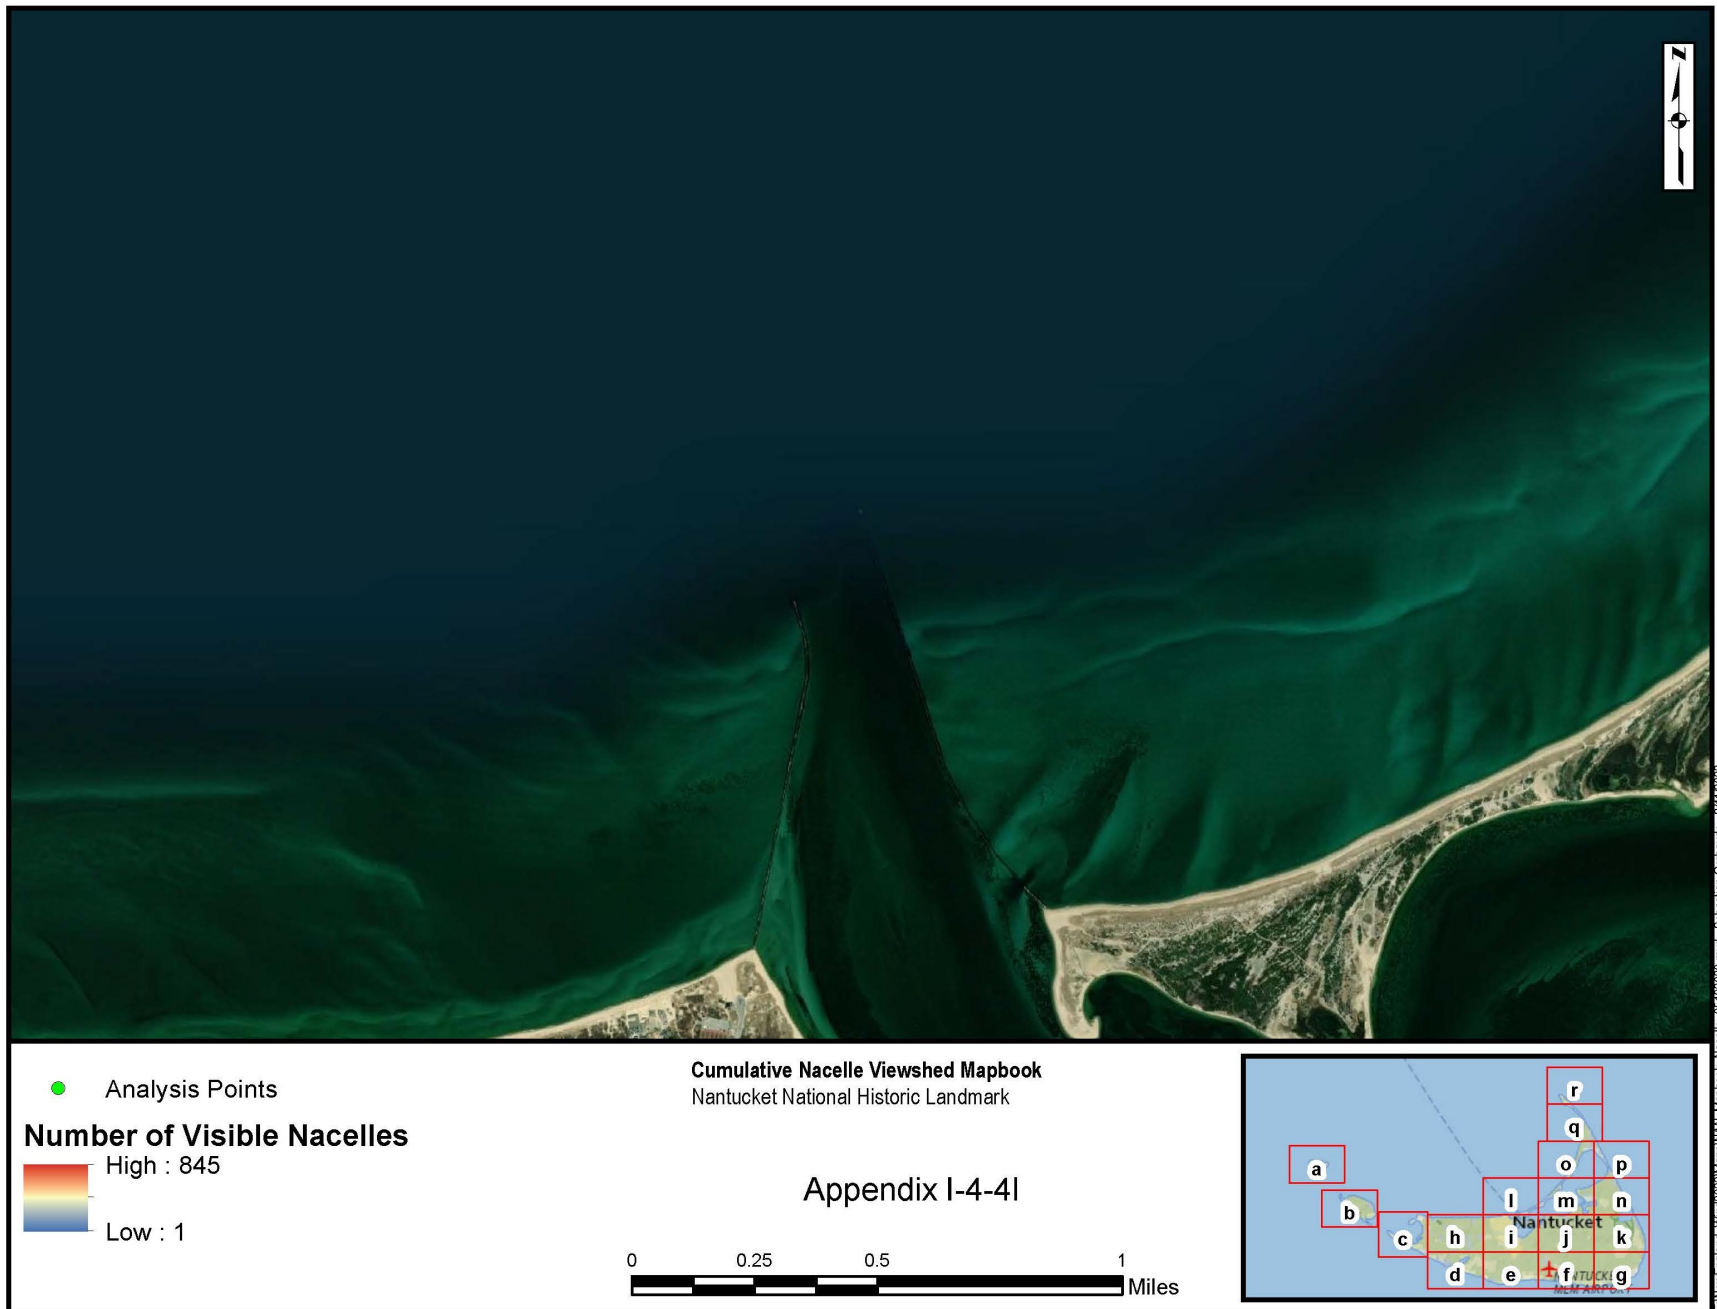 N
Analysis Points
Number of Visible Nacelles
High : 845
Low : 1
Cumulative Nacelle Viewshed Mapbook
Nantucket National Historic Landmark
Appendix I-4-4l
0 0.25 0.5 1
Miles
r
q
a
o p
b
l m n
Nantucket
c h i j k
d e f g